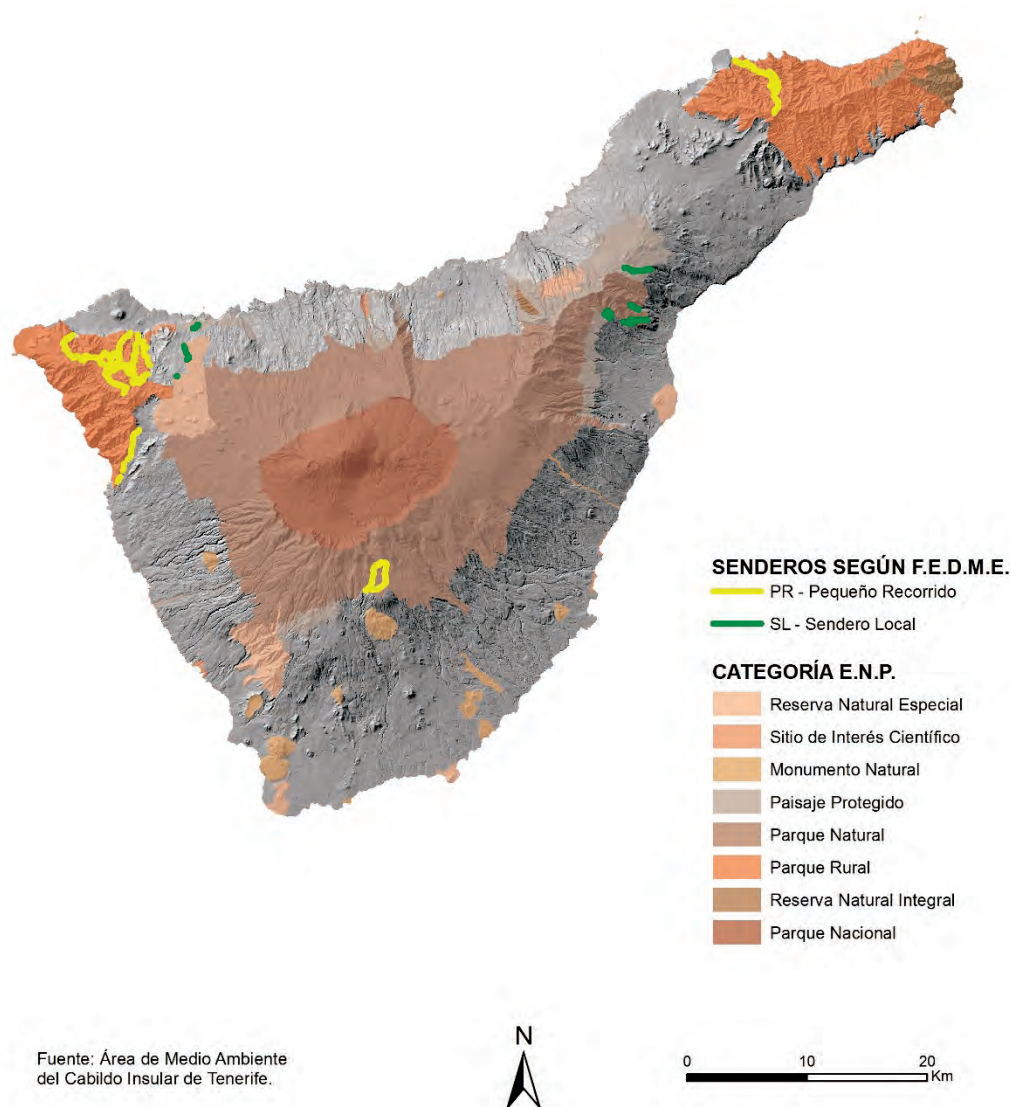 SENDEROS SEGÚN F.E.D.M.E.
PR - Pequeño Recorrido
SL - Sendero Local
CATEGORÍA E.N.P.
Reserva Natural Especial
Sitio de Interés Científico
Monumento Natural
Paisaje Protegido
Parque Natural
Parque Rural
Reserva Natural Integral
Parque Nacional
Fuente: Área de Medio Ambiente
del Cabildo Insular de Tenerife.
N
0 10 20
Km